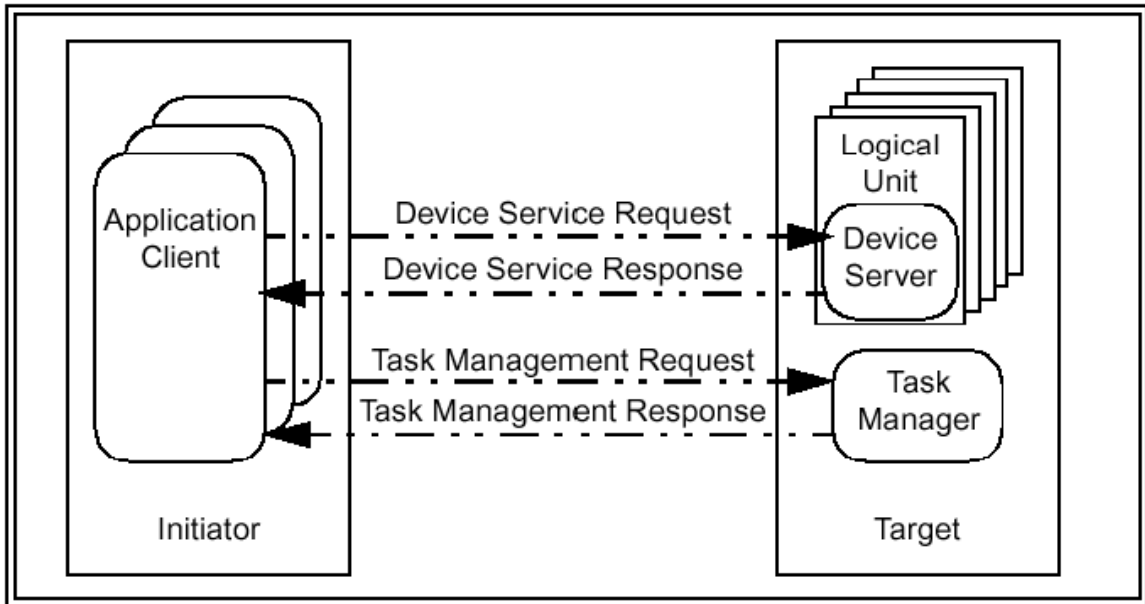 Application
Client
Device Service Request
Device Service Response
Task Management Request
Task Management Response
Logical
Unit
Device
Server
Task
Manager
Initiator
Target